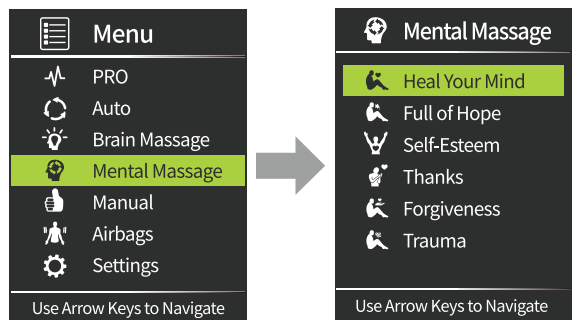 Menu
PRO
Auto
Brain Massage
Mental Massage
Manual
Airbags
Settings
Use Arrow Keys to Navigate
Mental Massage
Heal Your Mind
Full of Hope
Self-Esteem
Thanks
Forgiveness
Trauma
Use Arrow Keys to Navigate